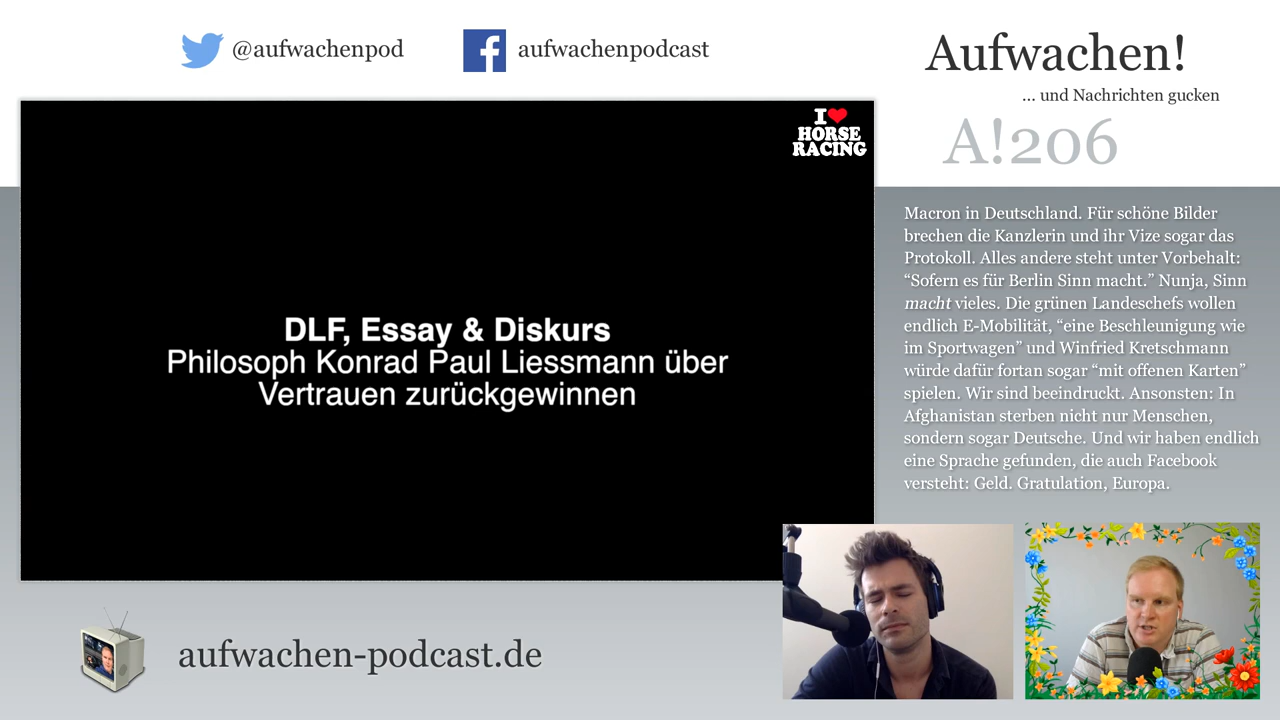 @aufwachenpod
aufwachenpodcast
Aufwachen!
... und Nachrichten gucken
A!206
I
HORSE
RACING
DLF, Essay & Diskurs
Philosoph Konrad Paul Liessmann über
Vertrauen zurückgewinnen
Macron in Deutschland. Für schöne Bilder
brechen die Kanzlerin und ihr Vize sogar das
Protokoll. Alles andere steht unter Vorbehalt:
“Sofern es für Berlin Sinn macht.” Nunja, Sinn
macht vieles. Die grünen Landeschefs wollen
endlich E-Mobilität, “eine Beschleunigung wie
im Sportwagen” und Winfried Kretschmann
würde dafür fortan sogar “mit offenen Karten”
spielen. Wir sind beeindruckt. Ansonsten: In
Afghanistan sterben nicht nur Menschen,
sondern sogar Deutsche. Und wir haben endlich
eine Sprache gefunden, die auch Facebook
versteht: Geld. Gratulation, Europa.
aufwachen-podcast.de